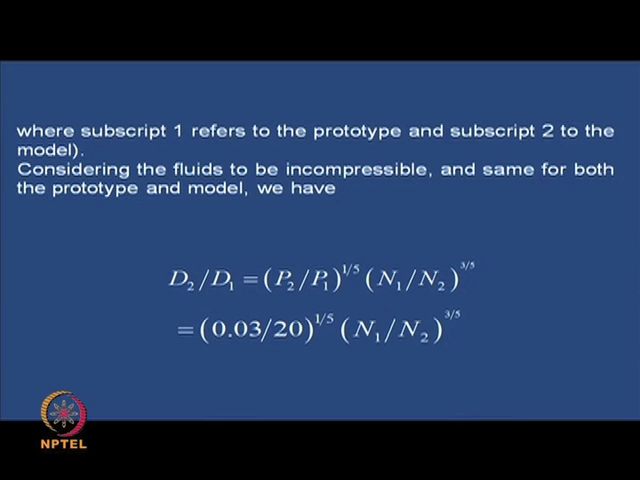 where subscript 1 refers to the prototype and subscript 2 to the
model).
Considering the fluids to be incompressible, and same for both
the prototype and model, we have
D₂/D₁ = (P₂/P₁)^1/5 (N₁/N₂)^3/5
= (0.03/20)^1/5 (N₁/N₂)^3/5
NPTEL